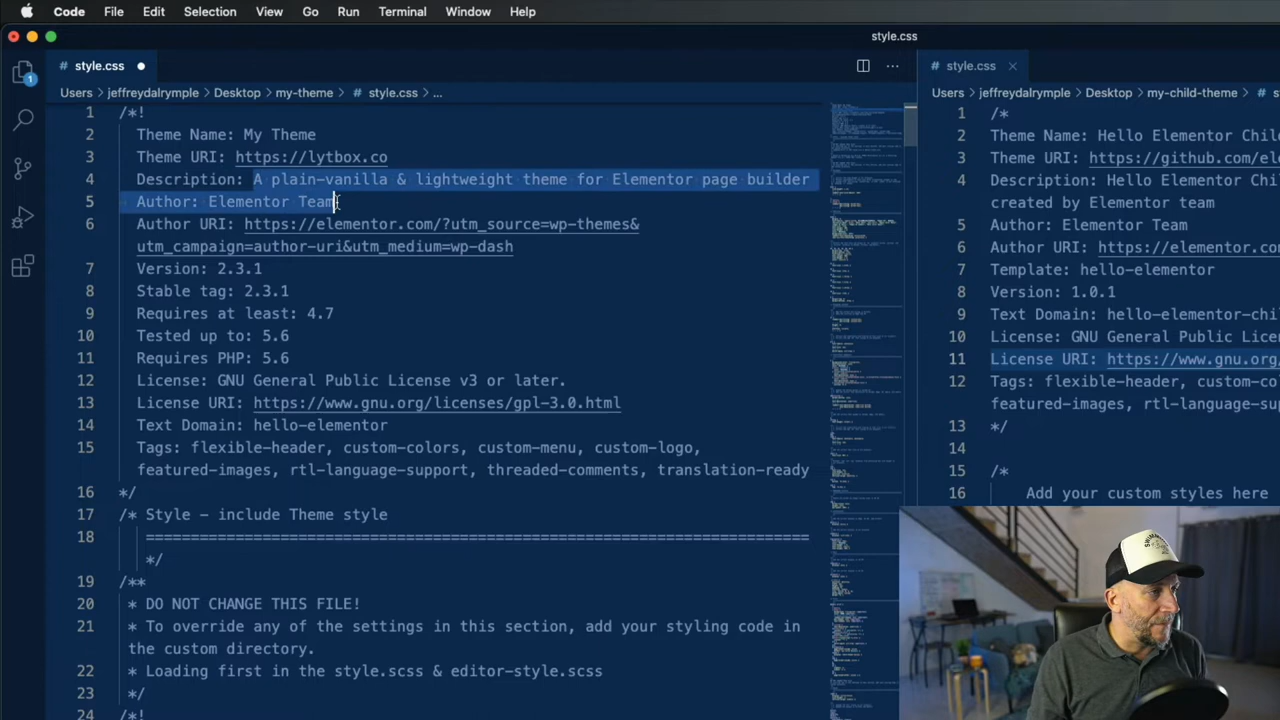 Code File Edit Selection View Go Run Terminal Window Help
style.css
style.css
style.css
1
Users > jeffreydalrymple > Desktop > my-theme > style.css > ...
Users > jeffreydalrymple > Desktop > my-child-theme >
1 /*!
2 Theme Name: My Theme
3 Theme URI: https://lytbox.co
4 Description: A plain-vanilla & lightweight theme for Elementor page builder
5 Author: Elementor Team
6 Author URI: https://elementor.com/?utm_source=wp-themes&
utm_campaign=author-uri&utm_medium=wp-dash
7 Version: 2.3.1
8 Stable tag: 2.3.1
9 Requires at least: 4.7
10 Tested up to: 5.6
11 Requires PHP: 5.6
12 License: GNU General Public License v3 or later.
13 License URI: https://www.gnu.org/licenses/gpl-3.0.html
14 Text Domain: hello-elementor
15 Tags: flexible-header, custom-colors, custom-menu, custom-logo,
featured-images, rtl-language-support, threaded-comments, translation-ready
16 */
17 /* Style - include Theme style
18 ==========================================================================
*/
19 /**
20 * DO NOT CHANGE THIS FILE!
21 * To override any of the settings in this section, add your styling code in
the custom directory.
22 * Loading first in the style.scss & editor-style.scss
23 */
24 /*!
1 /*
2 Theme Name: Hello Elementor Chil
3 Theme URI: https://github.com/el
4 Description: Hello Elementor Chi
created by Elementor team
5 Author: Elementor Team
6 Author URI: https://elementor.co
7 Template: hello-elementor
8 Version: 1.0.1
9 Text Domain: hello-elementor-chi
10 License: GNU General Public Lice
11 License URI: https://www.gnu.org
12 Tags: flexible-header, custom-co
featured-images, rtl-language-sup
13 */
14
15 /*
16 Add your custom styles here